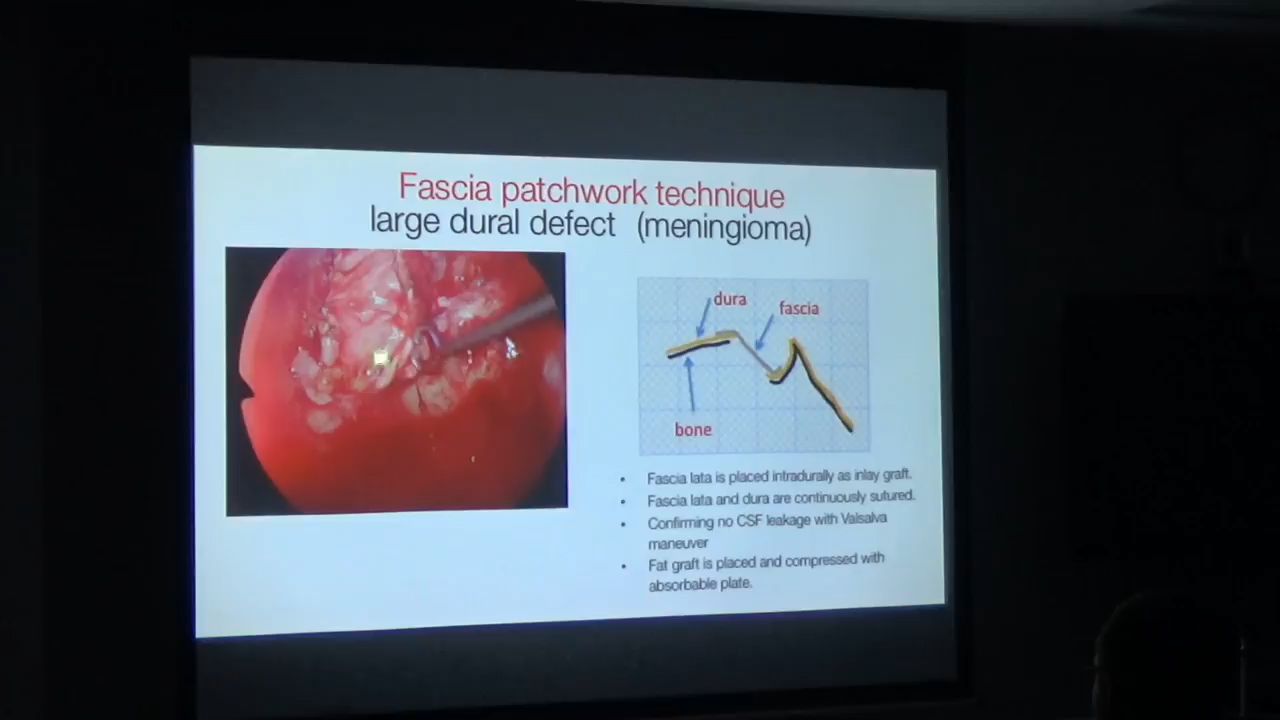 Fascia patchwork technique
large dural defect (meningioma)
dura
fascia
bone
• Fascia lata is placed intradurally as inlay graft.
• Fascia lata and dura are continuously sutured.
• Confirming no CSF leakage with Valsalva
maneuver
• Fat graft is placed and compressed with
absorbable plate.